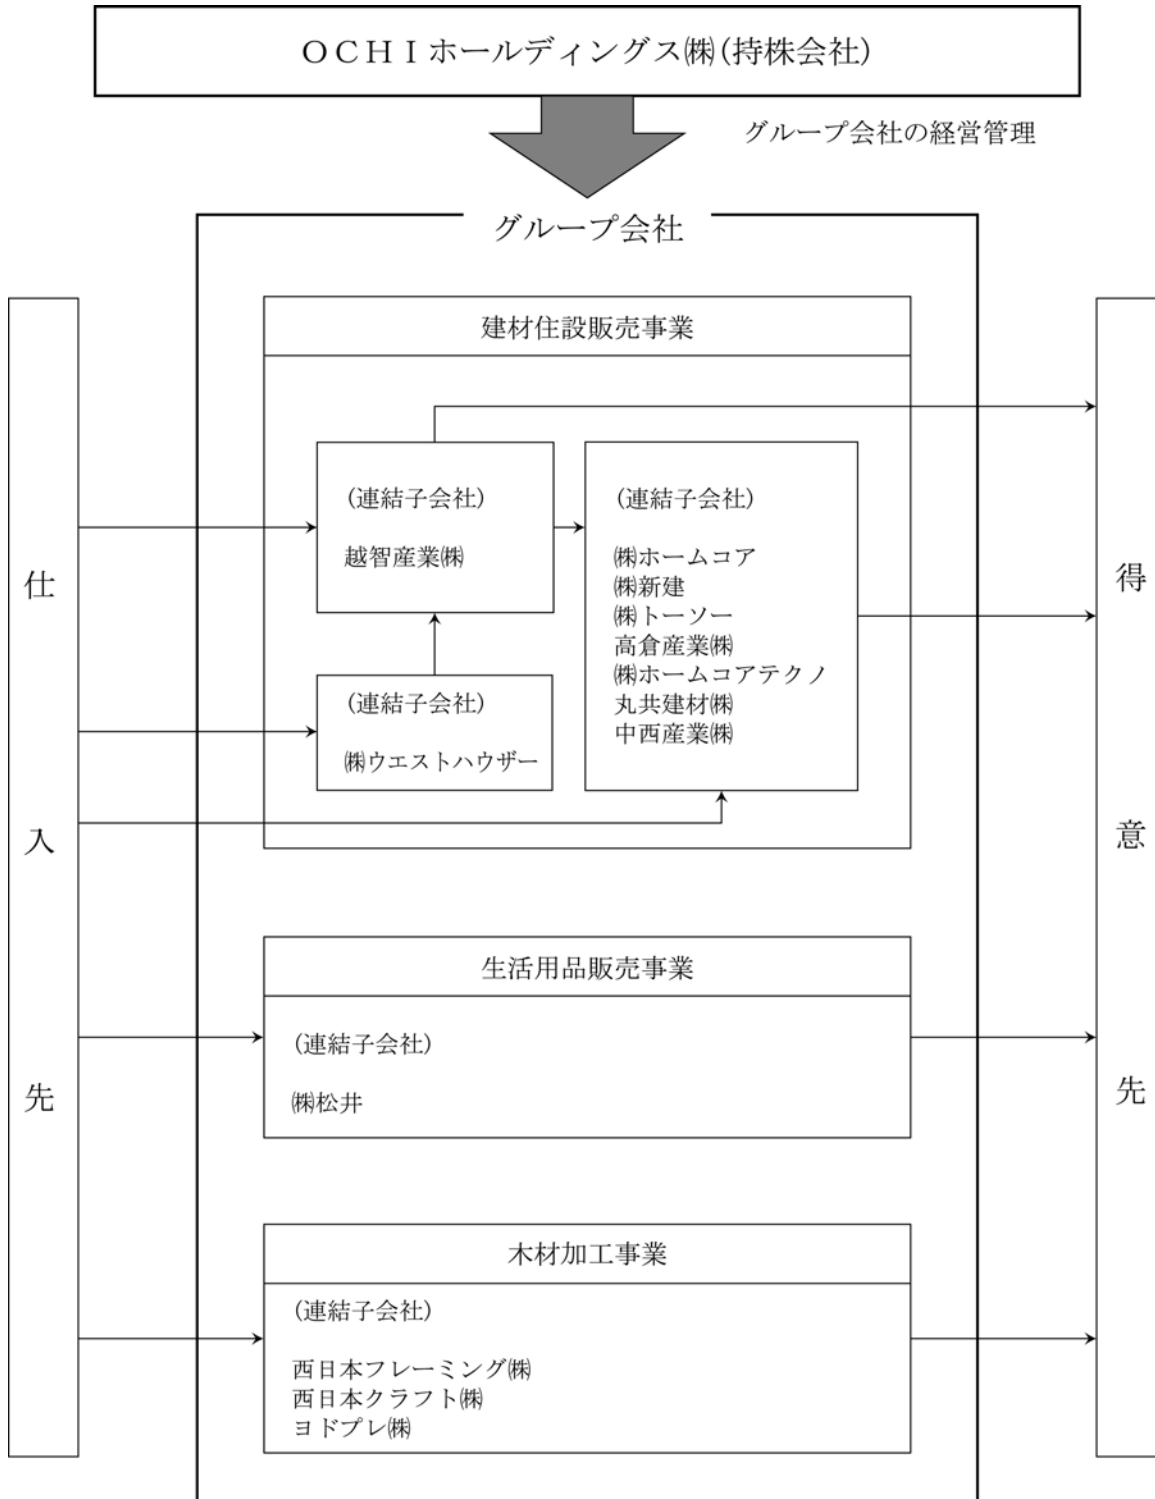 ＯＣＨＩホールディングス㈱(持株会社)
グループ会社の経営管理
グループ会社
仕入先
建材住設販売事業
(連結子会社)
越智産業㈱
(連結子会社)
㈱ウエストハウザー
(連結子会社)
㈱ホームコア
㈱新建
㈱トーソー
高倉産業㈱
㈱ホームコアテクノ
丸共建材㈱
中西産業㈱
生活用品販売事業
(連結子会社)
㈱松井
木材加工事業
(連結子会社)
西日本フレーミング㈱
西日本クラフト㈱
ヨドプレ㈱
得意先